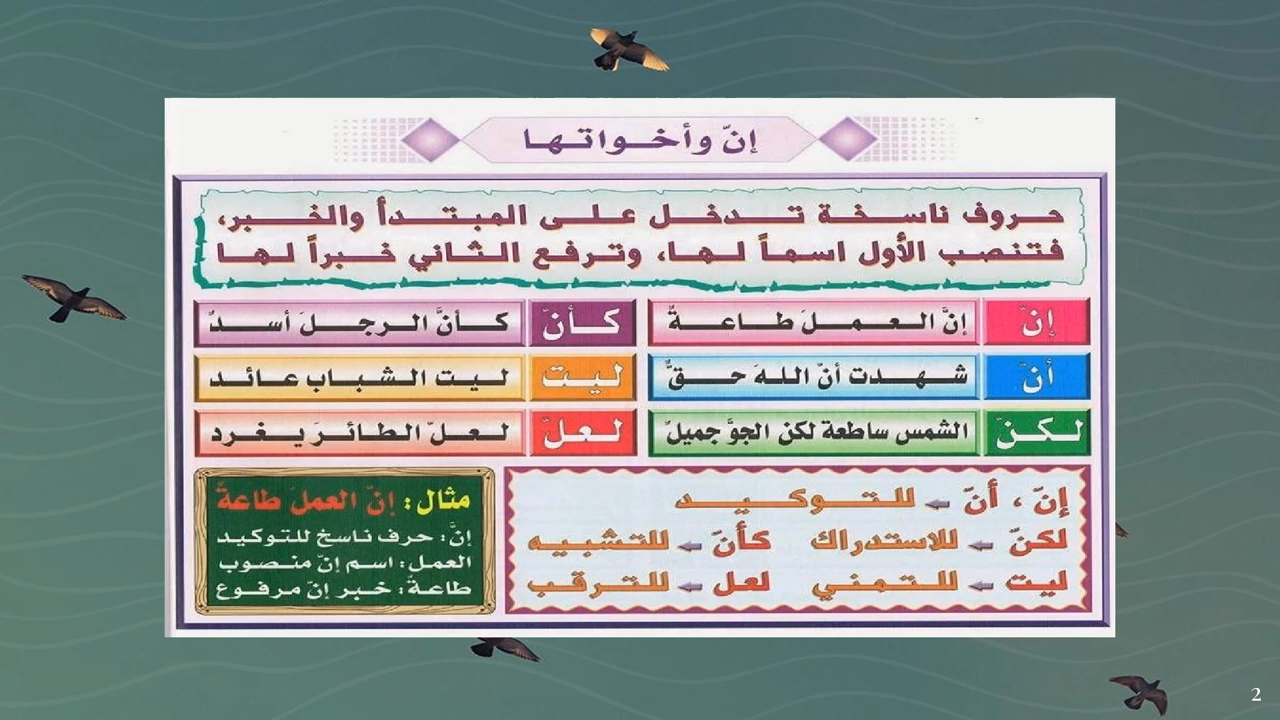 إنّ وأخواتها
حروف ناسخة تدخل على المبتدأ والخبر،
فتنصب الأول اسماً لها، وترفع الثاني خبراً لها
إنّ
إنَّ العملَ طاعةٌ
كأنّ
كأنَّ الرجلَ أسدٌ
أنّ
شهدت أنّ اللهَ حقٌّ
ليت
ليت الشباب عائد
لكنّ
الشمس ساطعة لكن الجوَّ جميلٌ
لعلّ
لعلّ الطائرَ يغرد
إنّ ، أنّ ← للتوكيد
لكنّ ← للاستدراك كأنّ ← للتشبيه
ليت ← للتمني لعل ← للترقب
مثال: إنّ العملَ طاعةٌ
إنَّ: حرف ناسخ للتوكيد
العمل: اسم إنّ منصوب
طاعةٌ: خبر إنّ مرفوع
2